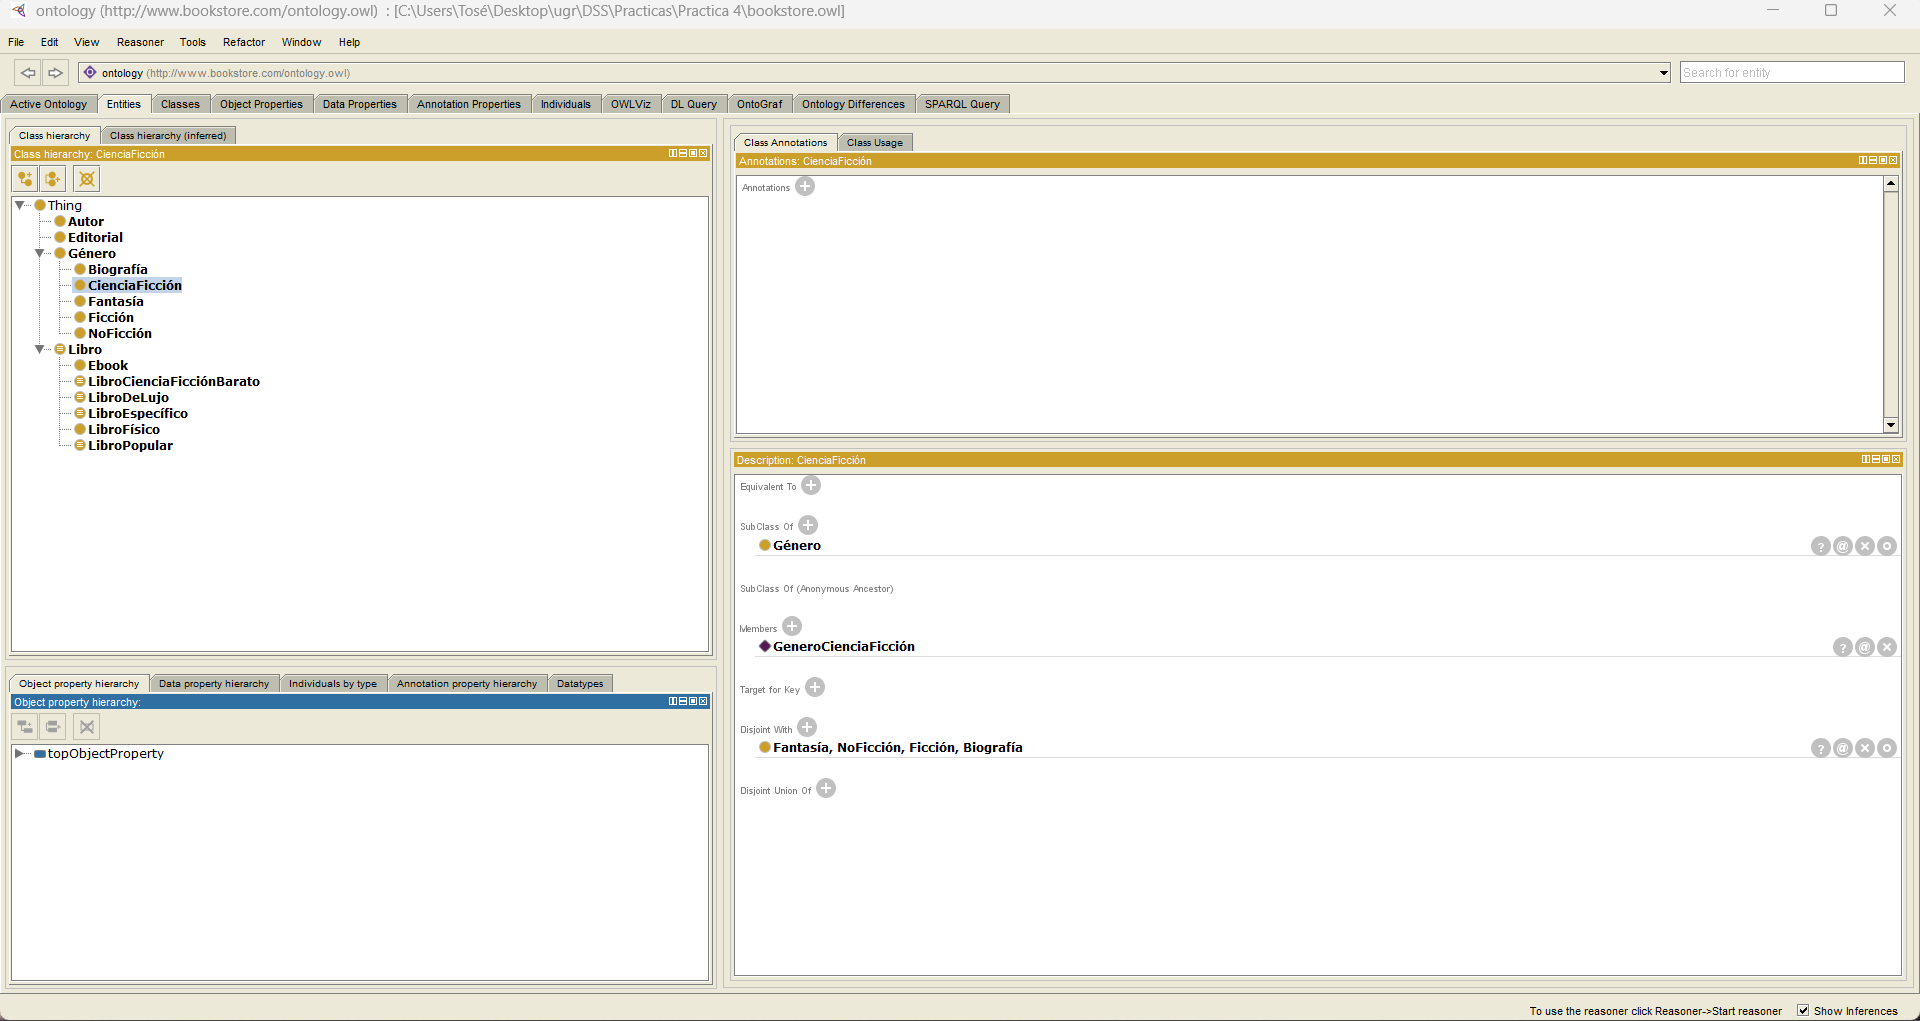 ontology (http://www.bookstore.com/ontology.owl) : [C:\Users\Tosé\Desktop\ugr\DSS\Practicas\Practica 4\bookstore.owl]
File Edit View Reasoner Tools Refactor Window Help
ontology (http://www.bookstore.com/ontology.owl) Search for entity
Active Ontology Entities Classes Object Properties Data Properties Annotation Properties Individuals OWLViz DL Query OntoGraf Ontology Differences SPARQL Query
Class hierarchy Class hierarchy (inferred)
Class hierarchy: CienciaFicción
Thing
Autor
Editorial
Género
Biografía
CienciaFicción
Fantasía
Ficción
NoFicción
Libro
Ebook
LibroCienciaFicciónBarato
LibroDeLujo
LibroEspecífico
LibroFísico
LibroPopular
Object property hierarchy Data property hierarchy Individuals by type Annotation property hierarchy Datatypes
Object property hierarchy:
topObjectProperty
Class Annotations Class Usage
Annotations: CienciaFicción
Annotations
Description: CienciaFicción
Equivalent To
SubClass Of
Género
SubClass Of (Anonymous Ancestor)
Members
GeneroCienciaFicción
Target for Key
Disjoint With
Fantasía, NoFicción, Ficción, Biografía
Disjoint Union Of
To use the reasoner click Reasoner->Start reasoner Show Inferences